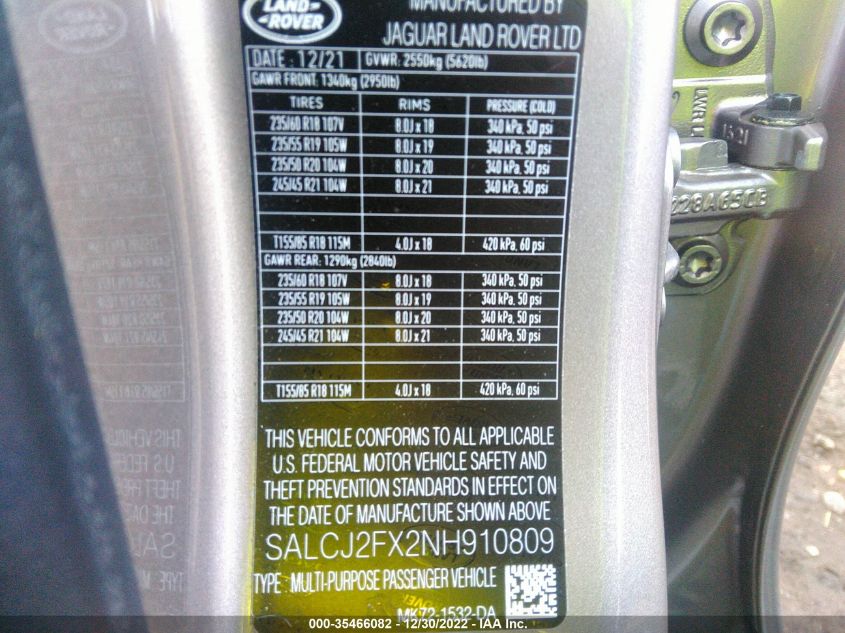 LAND-
ROVER
MANUFACTURED BY
JAGUAR LAND ROVER LTD
DATE : 12/21 GVWR: 2550kg (5620lb)
GAWR FRONT: 1340kg (2950lb)
TIRES RIMS PRESSURE (COLD)
235/60 R18 107V 8.0J x 18 340 kPa, 50 psi
235/55 R19 105W 8.0J x 19 340 kPa, 50 psi
235/50 R20 104W 8.0J x 20 340 kPa, 50 psi
245/45 R21 104W 8.0J x 21 340 kPa, 50 psi
T155/85 R18 115M 4.0J x 18 420 kPa, 60 psi
GAWR REAR: 1290kg (2840lb)
235/60 R18 107V 8.0J x 18 340 kPa, 50 psi
235/55 R19 105W 8.0J x 19 340 kPa, 50 psi
235/50 R20 104W 8.0J x 20 340 kPa, 50 psi
245/45 R21 104W 8.0J x 21 340 kPa, 50 psi
T155/85 R18 115M 4.0J x 18 420 kPa, 60 psi
THIS VEHICLE CONFORMS TO ALL APPLICABLE
U.S. FEDERAL MOTOR VEHICLE SAFETY AND
THEFT PREVENTION STANDARDS IN EFFECT ON
THE DATE OF MANUFACTURE SHOWN ABOVE
SALCJ2FX2NH910809
TYPE: MULTI-PURPOSE PASSENGER VEHICLE
MK72-1532-DA
000-35466082 - 12/30/2022 - IAA Inc.